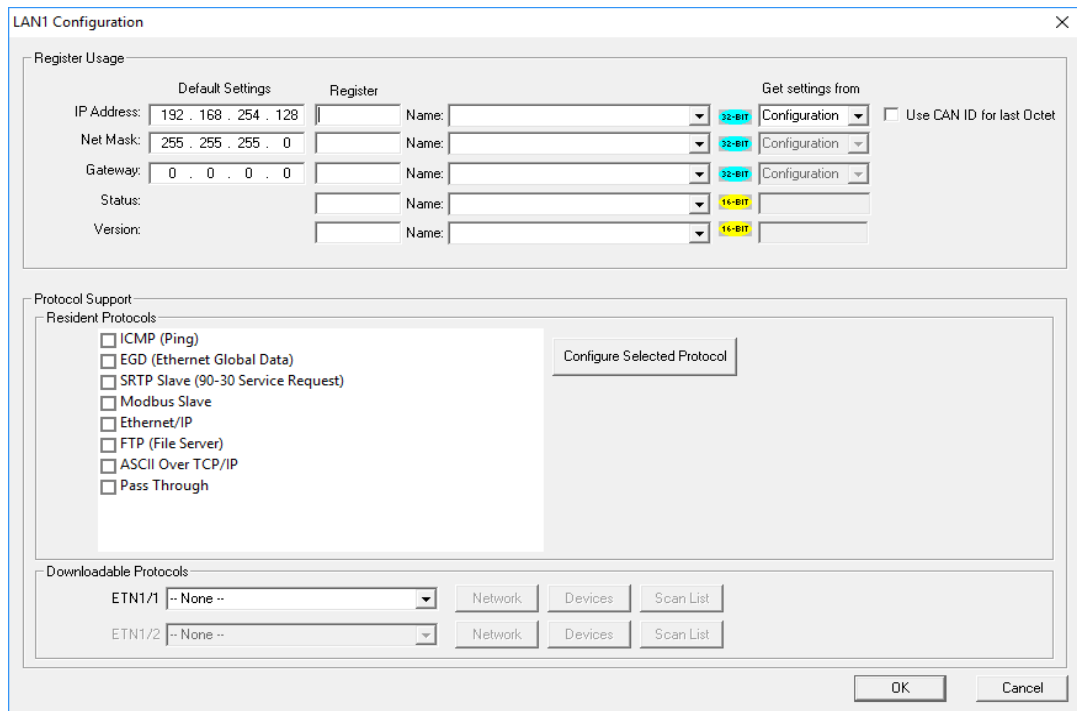 LAN1 Configuration
Register Usage
Default Settings Register Get settings from
IP Address: 192 . 168 . 254 . 128 Name: 32-BIT Configuration Use CAN ID for last Octet
Net Mask: 255 . 255 . 255 . 0 Name: 32-BIT Configuration
Gateway: 0 . 0 . 0 . 0 Name: 32-BIT Configuration
Status: Name: 16-BIT
Version: Name: 16-BIT
Protocol Support
Resident Protocols
ICMP (Ping)
EGD (Ethernet Global Data)
SRTP Slave (90-30 Service Request)
Modbus Slave
Ethernet/IP
FTP (File Server)
ASCII Over TCP/IP
Pass Through
Configure Selected Protocol
Downloadable Protocols
ETN1/1 -- None -- Network Devices Scan List
ETN1/2 -- None -- Network Devices Scan List
OK Cancel